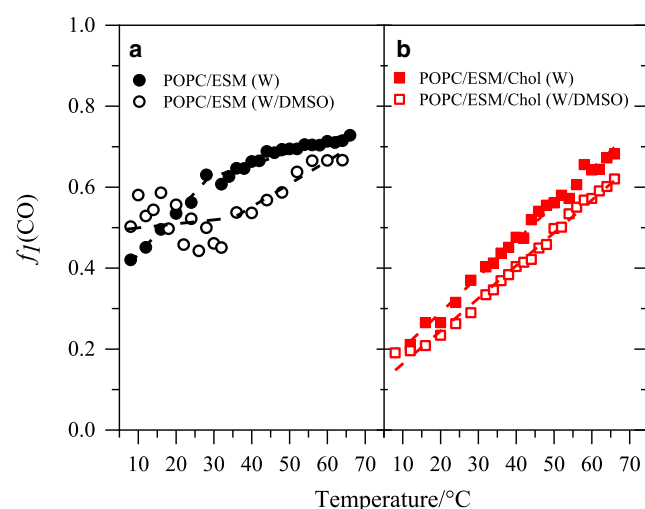 1.0
0.8
0.6
0.4
0.2
0.0
f1(CO)
a
POPC/ESM (W)
POPC/ESM (W/DMSO)
b
POPC/ESM/Chol (W)
POPC/ESM/Chol (W/DMSO)
10 20 30 40 50 60 70
10 20 30 40 50 60 70
Temperature/°C